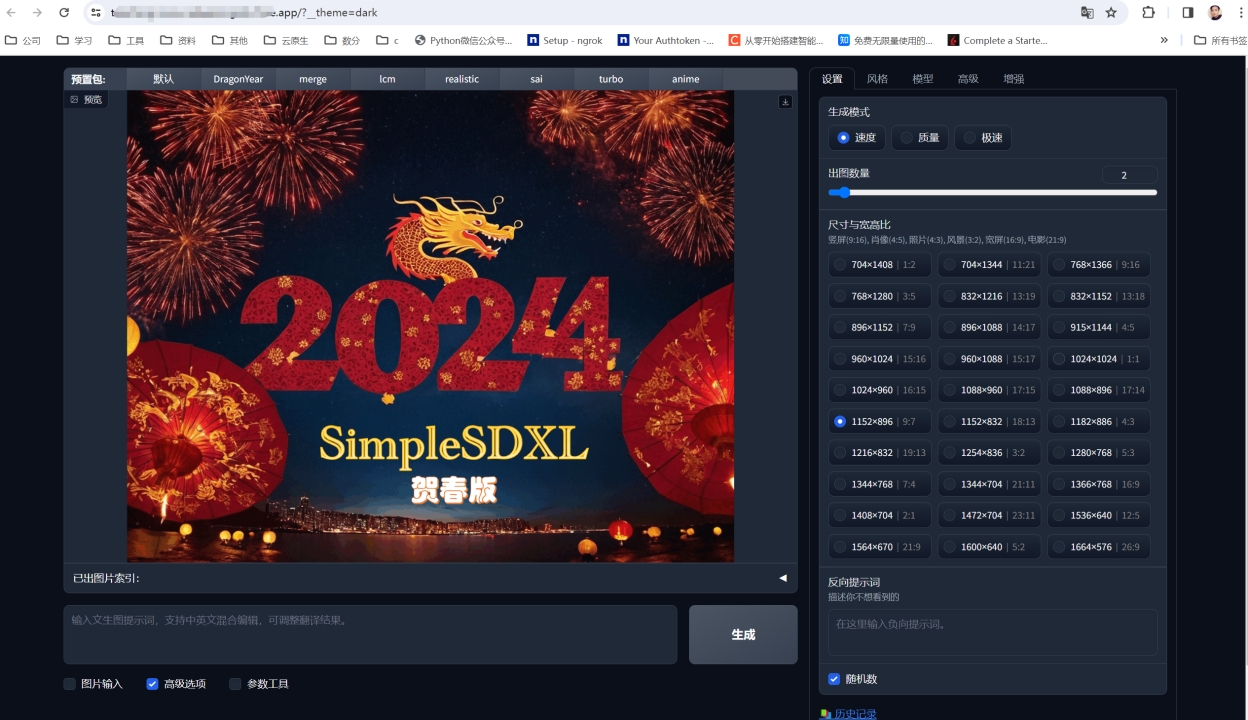 .app/?__theme=dark
公司 学习 工具 资料 其他 云原生 数分 c Python微信公众号... Setup - ngrok Your Authtoken -... 从零开始搭建智能... 免费无限量使用的... Complete a Starte... » 所有书签
预置包: 默认 DragonYear merge lcm realistic sai turbo anime
预览
2024
SimpleSDXL
贺春版
已出图片索引:
输入文生图提示词，支持中英文混合编辑，可调整翻译结果。
生成
图片输入 高级选项 参数工具
设置 风格 模型 高级 增强
生成模式
速度 质量 极速
出图数量 2
尺寸与宽高比
竖屏(9:16), 肖像(4:5), 照片(4:3), 风景(3:2), 宽屏(16:9), 电影(21:9)
704×1408 | 1:2 704×1344 | 11:21 768×1366 | 9:16
768×1280 | 3:5 832×1216 | 13:19 832×1152 | 13:18
896×1152 | 7:9 896×1088 | 14:17 915×1144 | 4:5
960×1024 | 15:16 960×1088 | 15:17 1024×1024 | 1:1
1024×960 | 16:15 1088×960 | 17:15 1088×896 | 17:14
1152×896 | 9:7 1152×832 | 18:13 1182×886 | 4:3
1216×832 | 19:13 1254×836 | 3:2 1280×768 | 5:3
1344×768 | 7:4 1344×704 | 21:11 1366×768 | 16:9
1408×704 | 2:1 1472×704 | 23:11 1536×640 | 12:5
1564×670 | 21:9 1600×640 | 5:2 1664×576 | 26:9
反向提示词
描述你不想看到的
在这里输入负向提示词。
随机数
历史记录